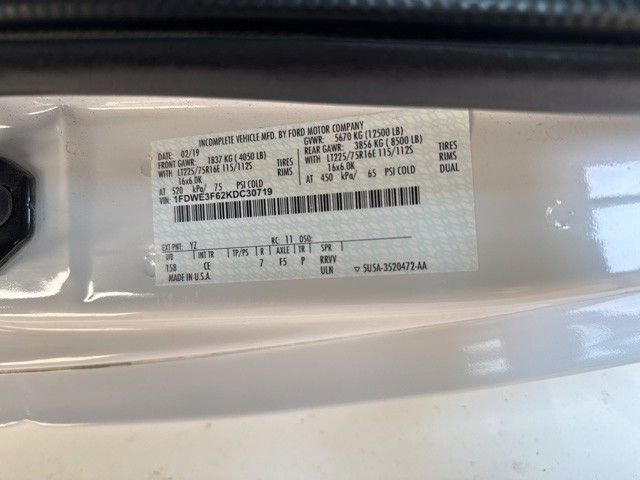 INCOMPLETE VEHICLE MFD. BY FORD MOTOR COMPANY
02/19 GVWR: 5670 KG (12500 LB)
FRONT GAWR: 1837 KG (4050 LB) REAR GAWR: 3856 KG (8500 LB)
WITH LT225/75R16E 115/112S TIRES WITH LT225/75R16E 115/112S TIRES
16x6.0K RIMS 16x6.0K RIMS
AT 520 kPa/ 75 PSI COLD AT 450 kPa/ 65 PSI COLD DUAL
VIN: 1FDWE3F62KDC30719
EXT PNT: YZ RC: 11 DSO:
WB INT TR TP/PS R AXLE TR SPR RRVV
158 CE 7 F5 P ULN ▽ 5U5A-3520472-AA
MADE IN U.S.A.